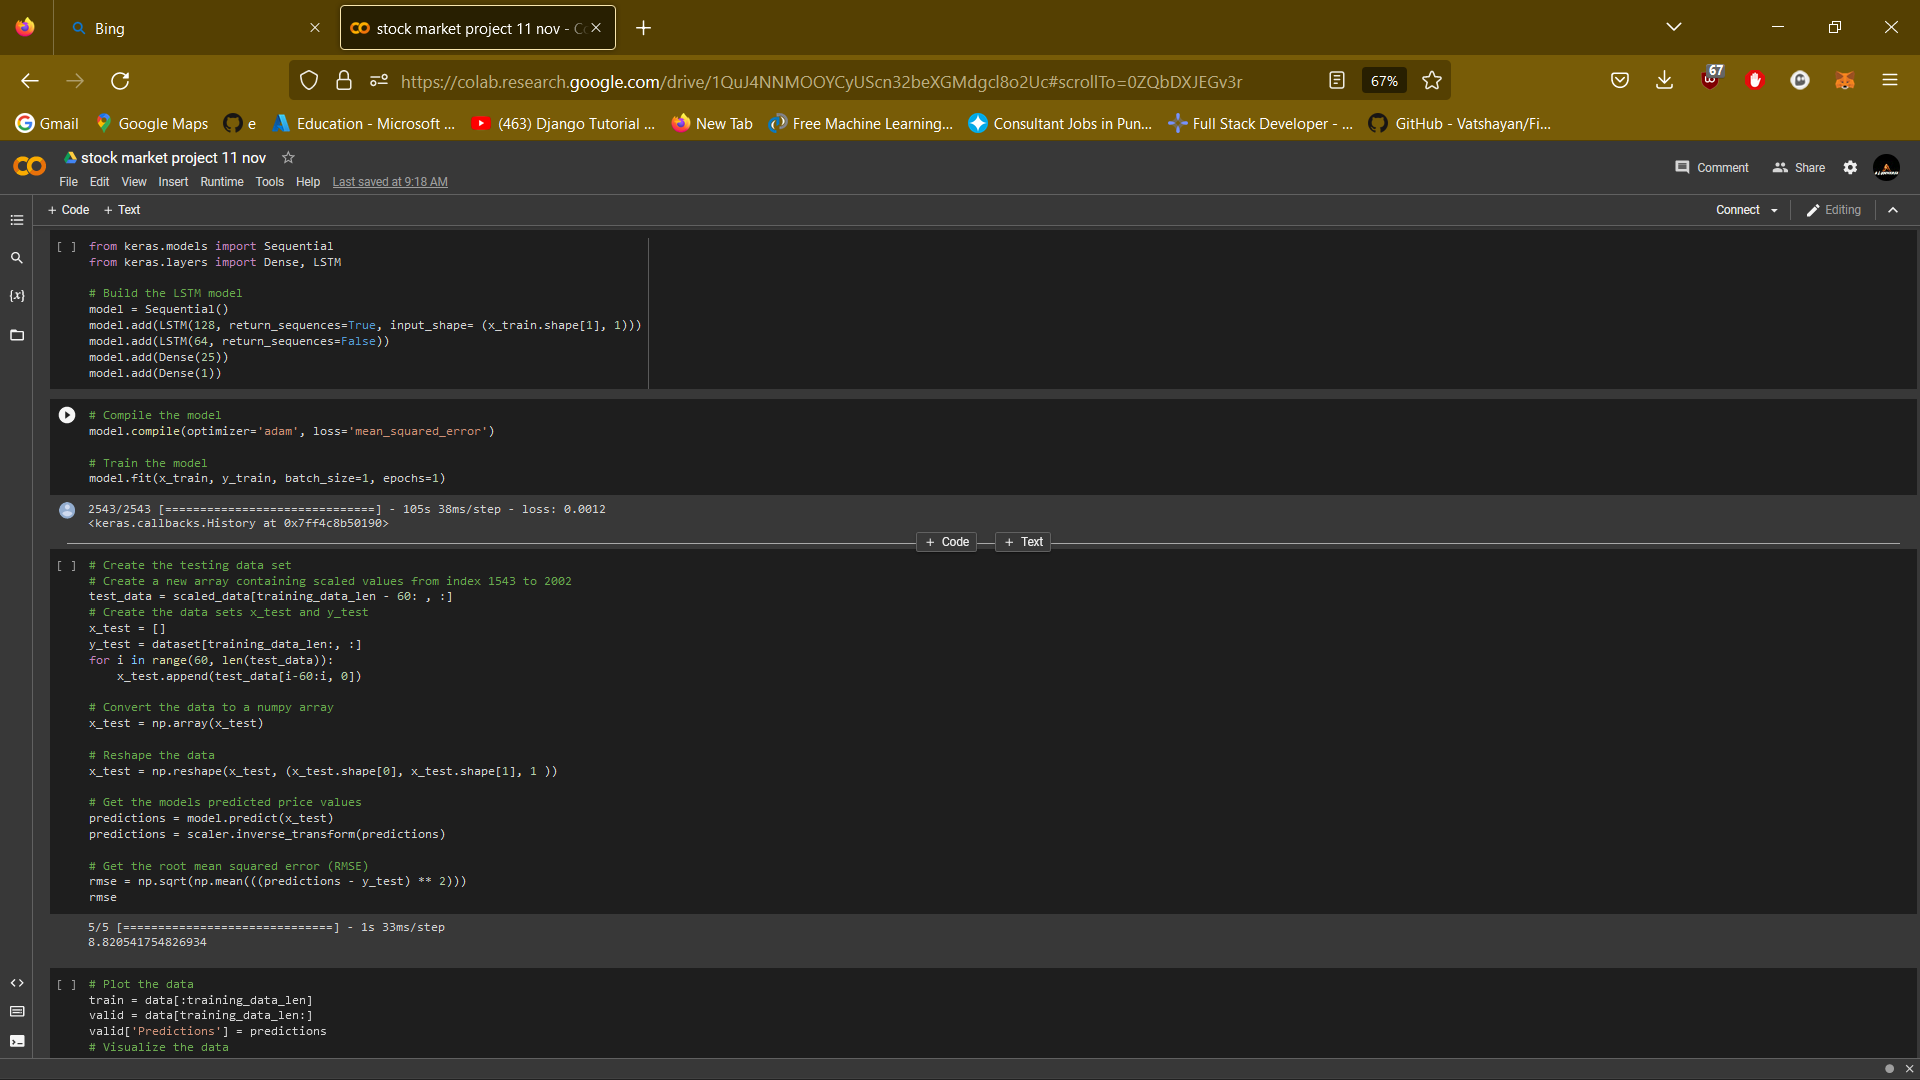 Bing
stock market project 11 nov - Co
https://colab.research.google.com/drive/1QuJ4NNMOOYCyUScn32beXGMdgcl8o2Uc#scrollTo=0ZQbDXJEGv3r
67%
67
Gmail
Google Maps
e
Education - Microsoft ...
(463) Django Tutorial ...
New Tab
Free Machine Learning...
Consultant Jobs in Pun...
Full Stack Developer - ...
GitHub - Vatshayan/Fi...
stock market project 11 nov
Comment
Share
File Edit View Insert Runtime Tools Help Last saved at 9:18 AM
+ Code + Text
Connect
Editing
[ ] from keras.models import Sequential
from keras.layers import Dense, LSTM
# Build the LSTM model
model = Sequential()
model.add(LSTM(128, return_sequences=True, input_shape= (x_train.shape[1], 1)))
model.add(LSTM(64, return_sequences=False))
model.add(Dense(25))
model.add(Dense(1))
# Compile the model
model.compile(optimizer='adam', loss='mean_squared_error')
# Train the model
model.fit(x_train, y_train, batch_size=1, epochs=1)
2543/2543 [==============================] - 105s 38ms/step - loss: 0.0012
<keras.callbacks.History at 0x7ff4c8b50190>
+ Code + Text
[ ] # Create the testing data set
# Create a new array containing scaled values from index 1543 to 2002
test_data = scaled_data[training_data_len - 60: , :]
# Create the data sets x_test and y_test
x_test = []
y_test = dataset[training_data_len:, :]
for i in range(60, len(test_data)):
x_test.append(test_data[i-60:i, 0])
# Convert the data to a numpy array
x_test = np.array(x_test)
# Reshape the data
x_test = np.reshape(x_test, (x_test.shape[0], x_test.shape[1], 1 ))
# Get the models predicted price values
predictions = model.predict(x_test)
predictions = scaler.inverse_transform(predictions)
# Get the root mean squared error (RMSE)
rmse = np.sqrt(np.mean(((predictions - y_test) ** 2)))
rmse
5/5 [==============================] - 1s 33ms/step
8.820541754826934
[ ] # Plot the data
train = data[:training_data_len]
valid = data[training_data_len:]
valid['Predictions'] = predictions
# Visualize the data